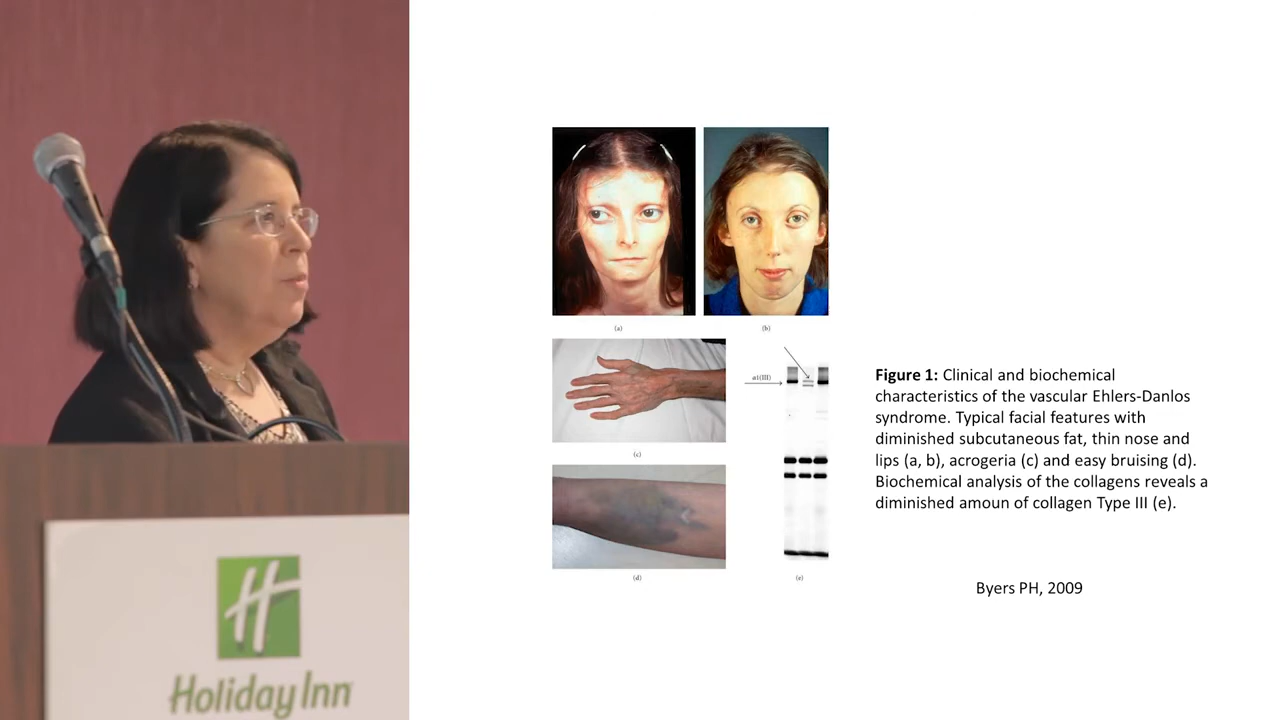 (a)
(b)
α1(III)
(c)
(d)
(e)
Figure 1: Clinical and biochemical
characteristics of the vascular Ehlers-Danlos
syndrome. Typical facial features with
diminished subcutaneous fat, thin nose and
lips (a, b), acrogeria (c) and easy bruising (d).
Biochemical analysis of the collagens reveals a
diminished amoun of collagen Type III (e).
Byers PH, 2009
H
Holiday Inn